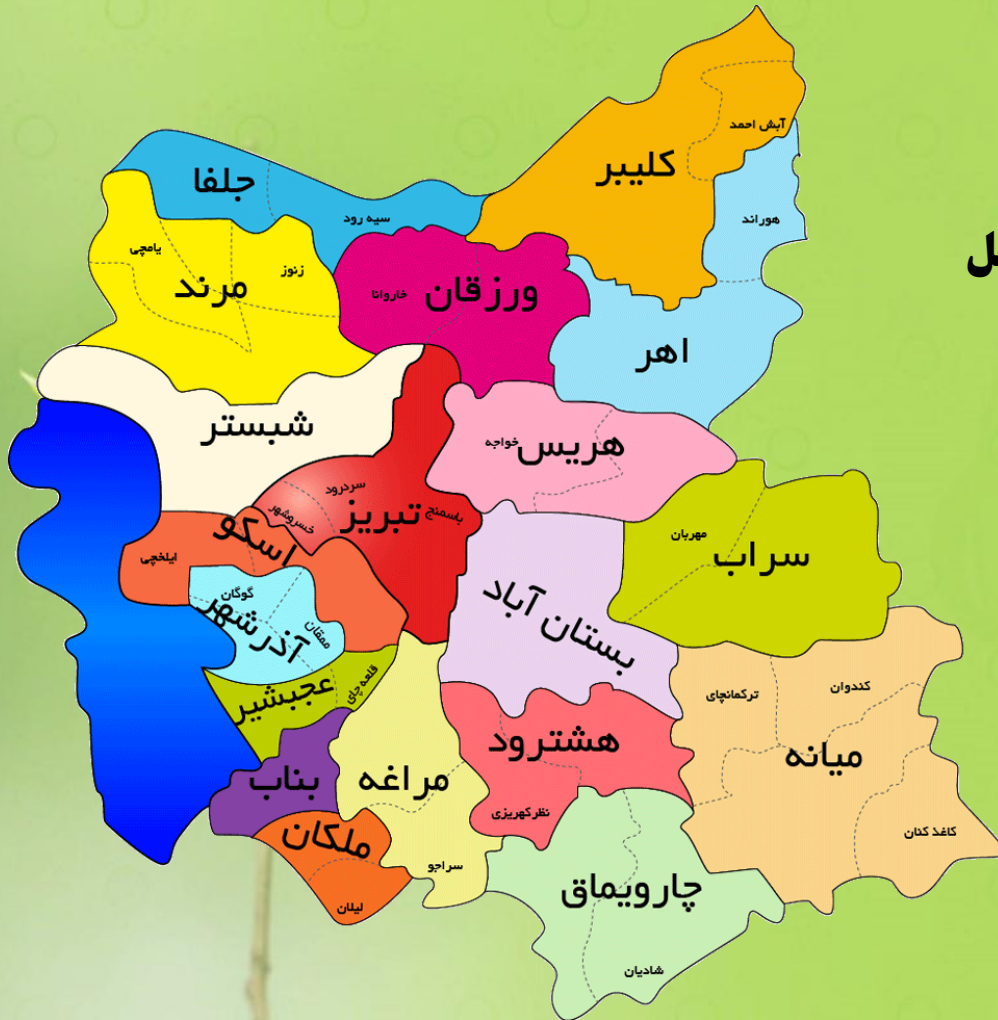 آبش احمد
کلیبر
جلفا
هوراند
سیه رود
یامچی
زنوز
مرند
ورزقان
خاروانا
اهر
شبستر
هریس
خواجه
سردرود
خسروشهر
تبریز
باسمنج
اسکو
ایلخچی
مهربان
سراب
گوگان
آذرشهر
ممقان
بستان آباد
عجبشیر
قلعه چای
ترکمانچای
کندوان
میانه
هشترود
مراغه
بناب
نظرکهریزی
ملکان
کاغذ کنان
سراجو
چارویماق
لیلان
شادیان